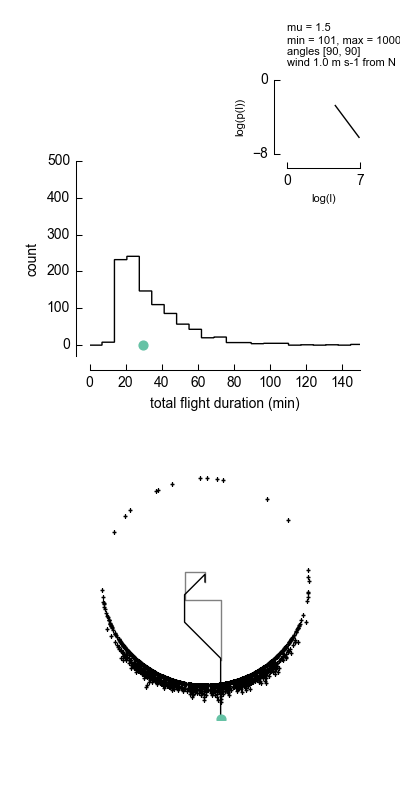 mu = 1.5
min = 101, max = 1000
angles [90, 90]
wind 1.0 m s-1 from N
0
log(p(l))
−8
0
7
log(l)
500
400
300
200
100
0
count
0 20 40 60 80 100 120 140
total flight duration (min)